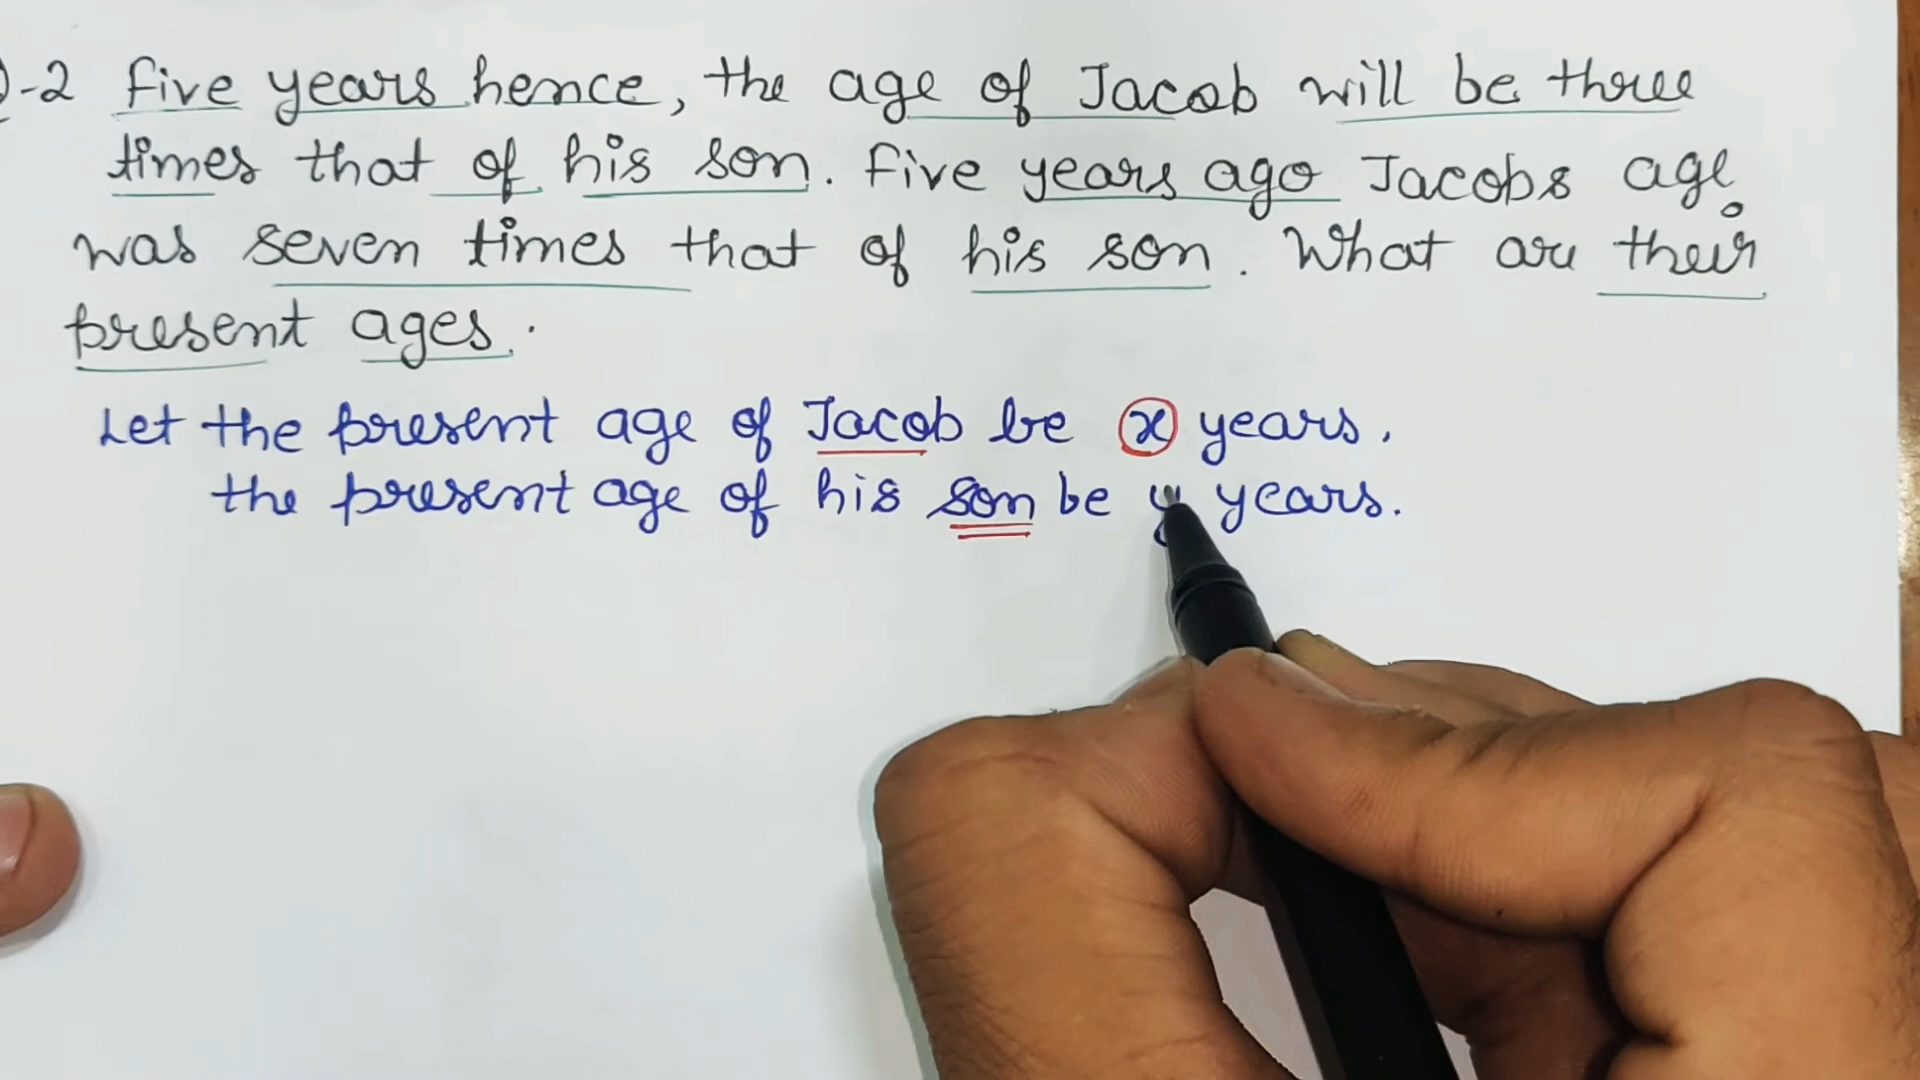 -2 Five years hence, the age of Jacob will be three
times that of his son. Five years ago Jacobs age
was seven times that of his son. What are their
present ages.
Let the present age of Jacob be x years,
the present age of his son be y years.